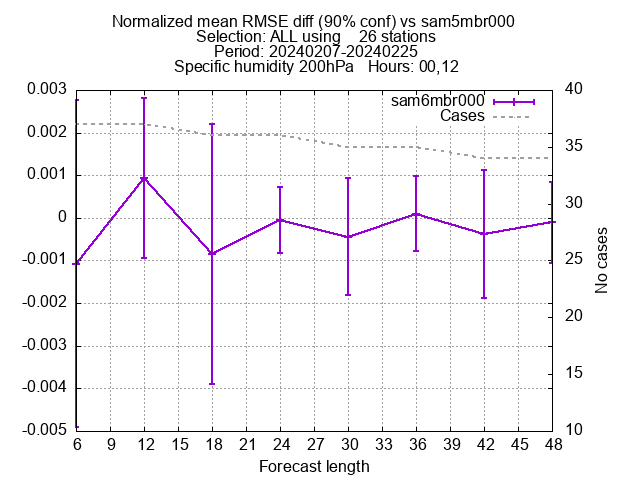 Normalized mean RMSE diff (90% conf) vs sam5mbr000
Selection: ALL using    26 stations
Period: 20240207-20240225
Specific humidity 200hPa   Hours: 00,12
sam6mbr000
Cases
0.003
0.002
0.001
0
-0.001
-0.002
-0.003
-0.004
-0.005
40
35
30
25
20
15
10
No cases
6 9 12 15 18 21 24 27 30 33 36 39 42 45 48
Forecast length